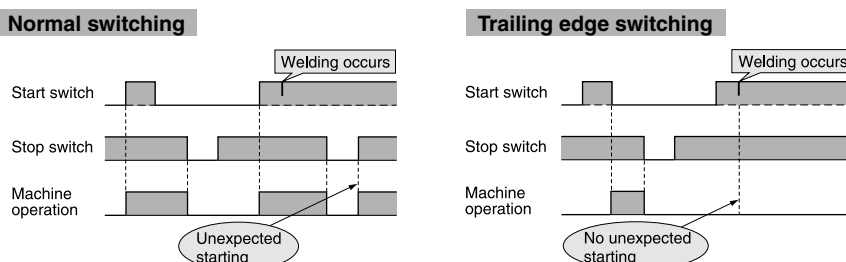 Normal switching
Welding occurs
Start switch
Stop switch
Machine
operation
Unexpected
starting
Trailing edge switching
Welding occurs
Start switch
Stop switch
Machine
operation
No unexpected
starting